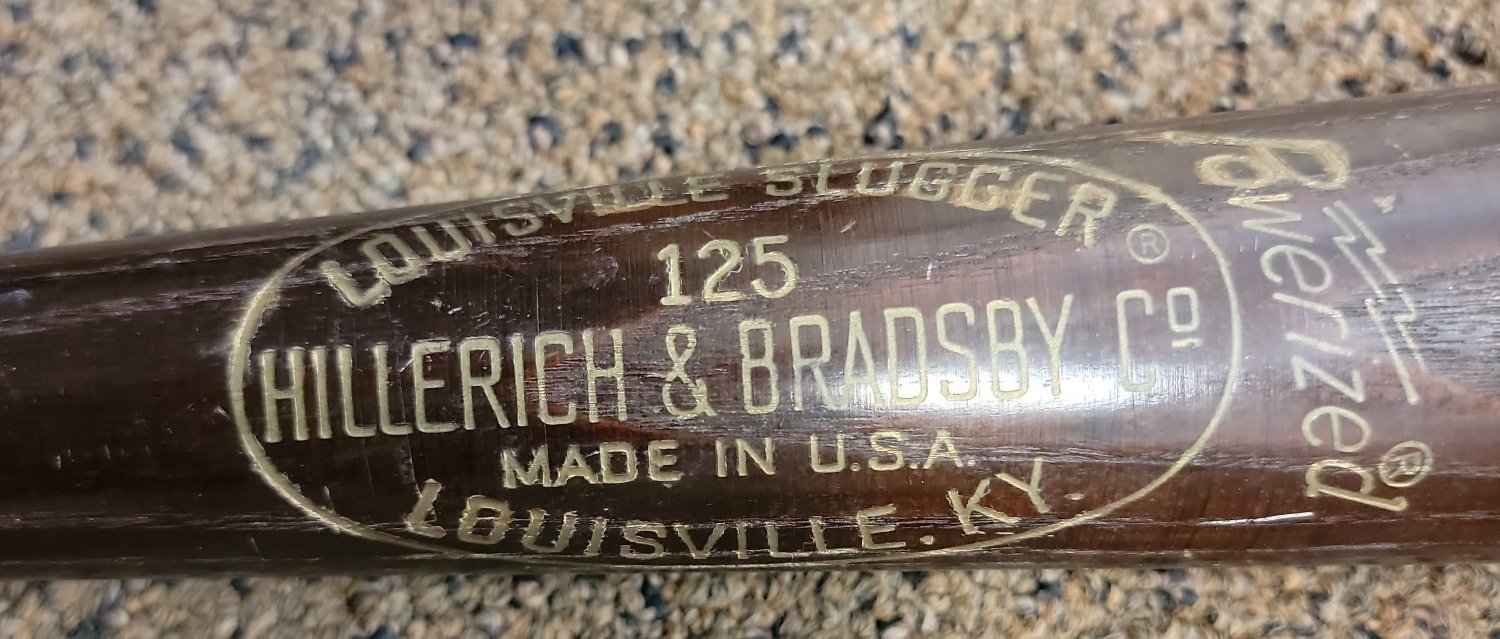 LOUISVILLE SLUGGER®
125
HILLERICH & BRADSBY Cº
MADE IN U.S.A.
LOUISVILLE. KY.
Powerized®